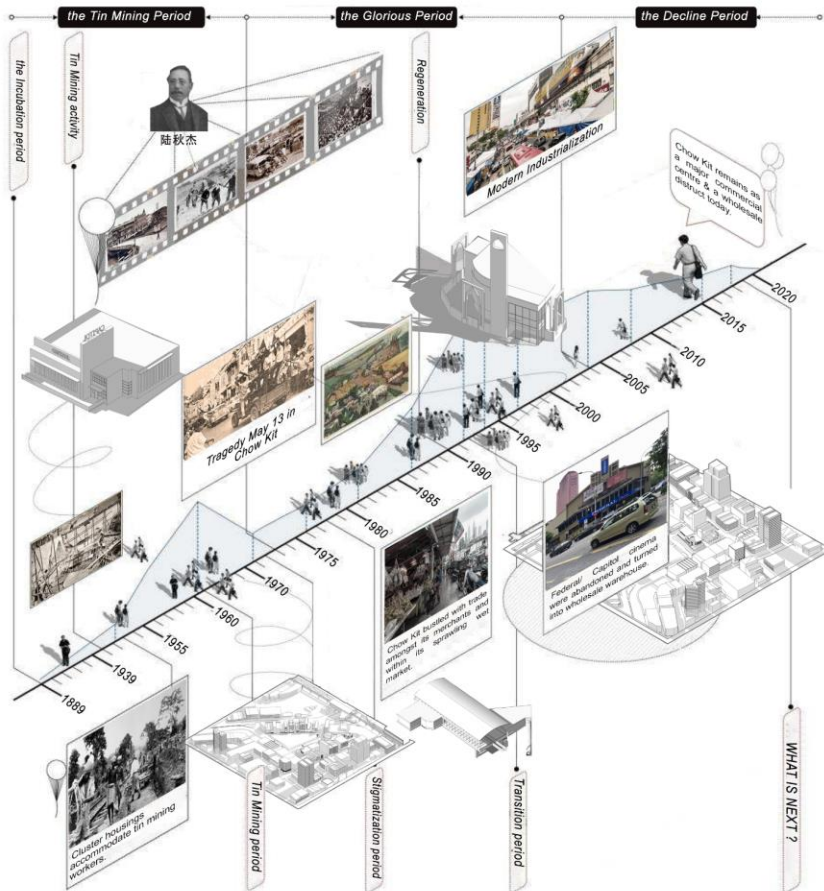 the Tin Mining Period
the Glorious Period
the Decline Period
the Incubation period
Tin Mining activity
Regeneration
陆秋杰
Modern Industrialization
Chow Kit remains as
a major commercial
centre & a wholesale
distruct today.
Tragedy May 13 in
Chow Kit
2020
2015
2010
2005
2000
1995
1990
1985
1980
1975
1970
1960
1955
1939
1889
Federal/ Capitol cinema
were abandoned and turned
into wholesale warehouse.
Chow Kit bustled with trade
amongst its merchants and
within its sprawling wet
market.
Cluster housings
accommodate tin mining
workers.
Tin Mining period
Stigmatization period
Transition period
WHAT IS NEXT ?